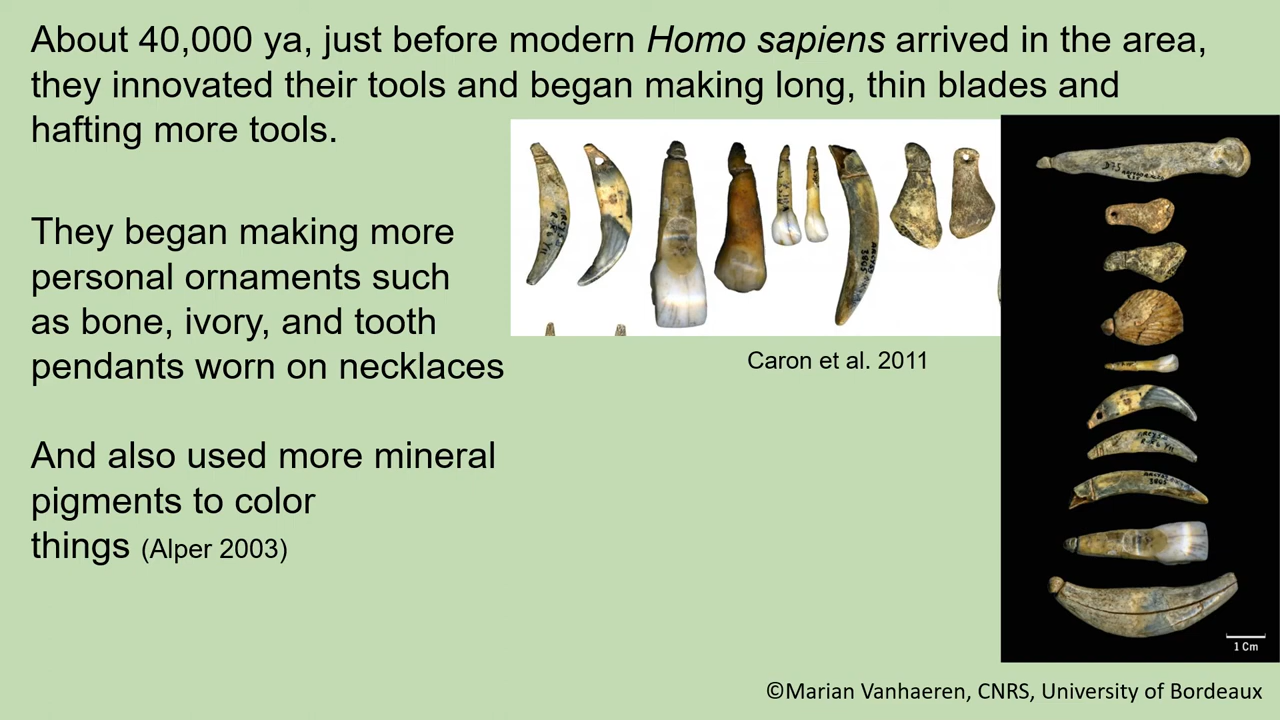 About 40,000 ya, just before modern Homo sapiens arrived in the area,
they innovated their tools and began making long, thin blades and
hafting more tools.
They began making more
personal ornaments such
as bone, ivory, and tooth
pendants worn on necklaces
Caron et al. 2011
And also used more mineral
pigments to color
things (Alper 2003)
1 Cm
©Marian Vanhaeren, CNRS, University of Bordeaux